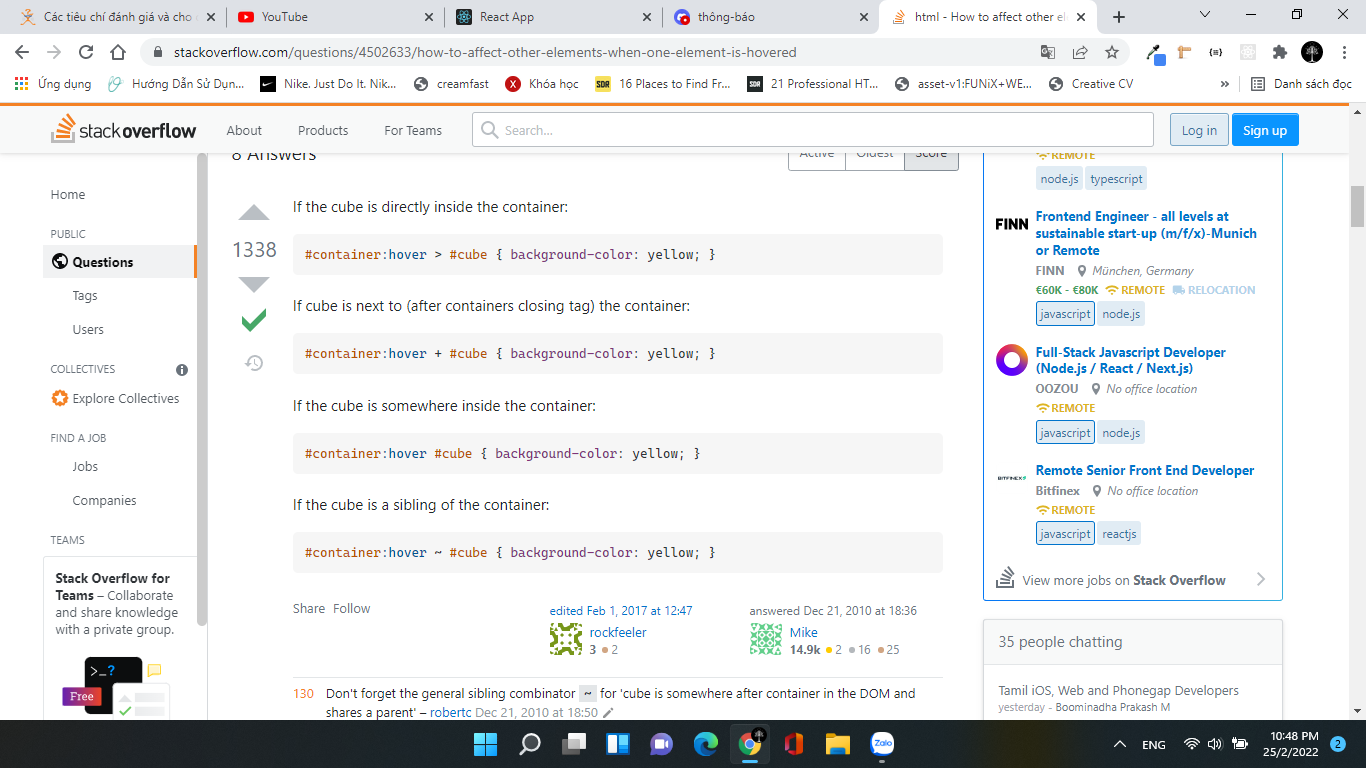 Các tiêu chí đánh giá và cho
YouTube
React App
thông-báo
html - How to affect other el
stackoverflow.com/questions/4502633/how-to-affect-other-elements-when-one-element-is-hovered
Ứng dụng
Hướng Dẫn Sử Dụn...
Nike. Just Do It. Nik...
creamfast
Khóa học
16 Places to Find Fr...
21 Professional HT...
asset-v1:FUNiX+WE...
Creative CV
»
Danh sách đọc
stackoverflow
About
Products
For Teams
Search...
Log in
Sign up
Home
PUBLIC
Questions
Tags
Users
COLLECTIVES
Explore Collectives
FIND A JOB
Jobs
Companies
TEAMS
Stack Overflow for
Teams – Collaborate
and share knowledge
with a private group.
>_?
Free
8 Answers
Active
Oldest
Score
1338
If the cube is directly inside the container:
#container:hover > #cube { background-color: yellow; }
If cube is next to (after containers closing tag) the container:
#container:hover + #cube { background-color: yellow; }
If the cube is somewhere inside the container:
#container:hover #cube { background-color: yellow; }
If the cube is a sibling of the container:
#container:hover ~ #cube { background-color: yellow; }
Share Follow
edited Feb 1, 2017 at 12:47
rockfeeler
3 ● 2
answered Dec 21, 2010 at 18:36
Mike
14.9k ● 2 ● 16 ● 25
130 Don't forget the general sibling combinator ~ for 'cube is somewhere after container in the DOM and
shares a parent' – robertc Dec 21, 2010 at 18:50
REMOTE
node.js typescript
FINN
Frontend Engineer - all levels at
sustainable start-up (m/f/x)-Munich
or Remote
FINN München, Germany
€60K - €80K REMOTE RELOCATION
javascript node.js
Full-Stack Javascript Developer
(Node.js / React / Next.js)
OOZOU No office location
REMOTE
javascript node.js
BITFINEX
Remote Senior Front End Developer
Bitfinex No office location
REMOTE
javascript reactjs
View more jobs on Stack Overflow
35 people chatting
Tamil iOS, Web and Phonegap Developers
yesterday - Boominadha Prakash M
Zalo
ENG
10:48 PM
25/2/2022
2